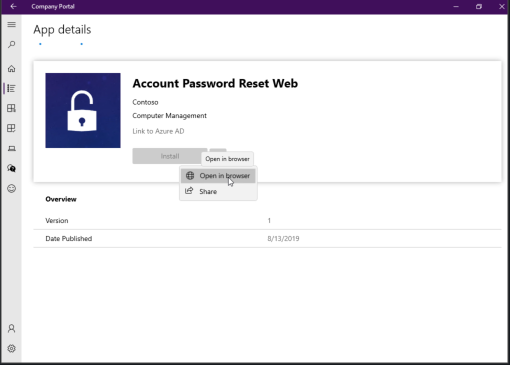 Company Portal
App details
Account Password Reset Web
Contoso
Computer Management
Link to Azure AD
Install
Open in browser
Open in browser
Share
Overview
Version 1
Date Published 8/13/2019